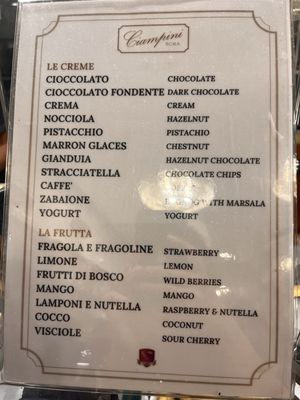 Ciampini
ROMA
LE CREME
CIOCCOLATO CHOCOLATE
CIOCCOLATO FONDENTE DARK CHOCOLATE
CREMA CREAM
NOCCIOLA HAZELNUT
PISTACCHIO PISTACHIO
MARRON GLACES CHESTNUT
GIANDUIA HAZELNUT CHOCOLATE
STRACCIATELLA CHOCOLATE CHIPS
CAFFE'
ZABAIONE WITH MARSALA
YOGURT YOGURT
LA FRUTTA
FRAGOLA E FRAGOLINE STRAWBERRY
LIMONE LEMON
FRUTTI DI BOSCO WILD BERRIES
MANGO MANGO
LAMPONI E NUTELLA RASPBERRY & NUTELLA
COCCO COCONUT
VISCIOLE SOUR CHERRY